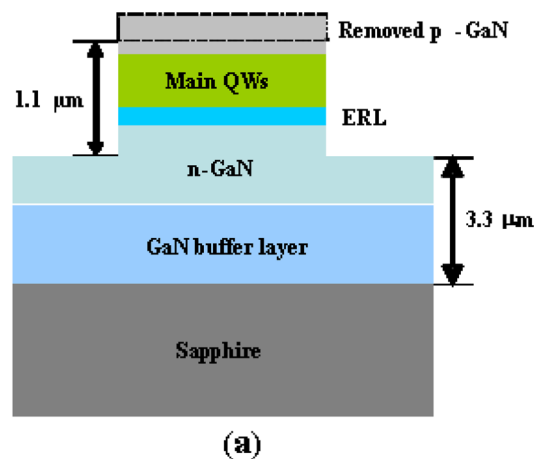 Removed p -GaN
1.1 μm
Main QWs
ERL
n-GaN
3.3 μm
GaN buffer layer
Sapphire
(a)